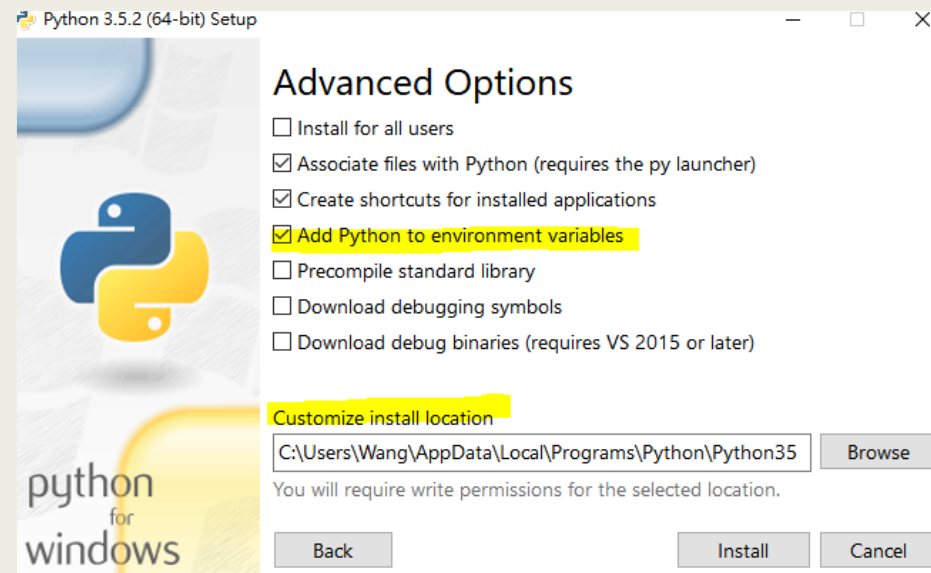 Python 3.5.2 (64-bit) Setup
Advanced Options
Install for all users
Associate files with Python (requires the py launcher)
Create shortcuts for installed applications
Add Python to environment variables
Precompile standard library
Download debugging symbols
Download debug binaries (requires VS 2015 or later)
Customize install location
C:\Users\Wang\AppData\Local\Programs\Python\Python35
Browse
You will require write permissions for the selected location.
python
for
windows
Back
Install
Cancel